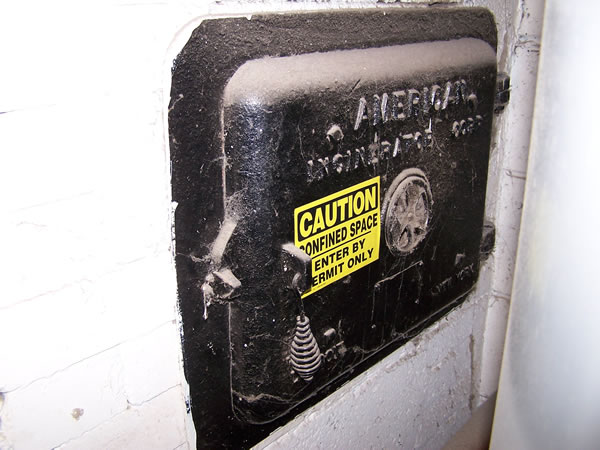 AMERICAN
INCINERATOR CORP
CAUTION
CONFINED SPACE
ENTER BY
PERMIT ONLY